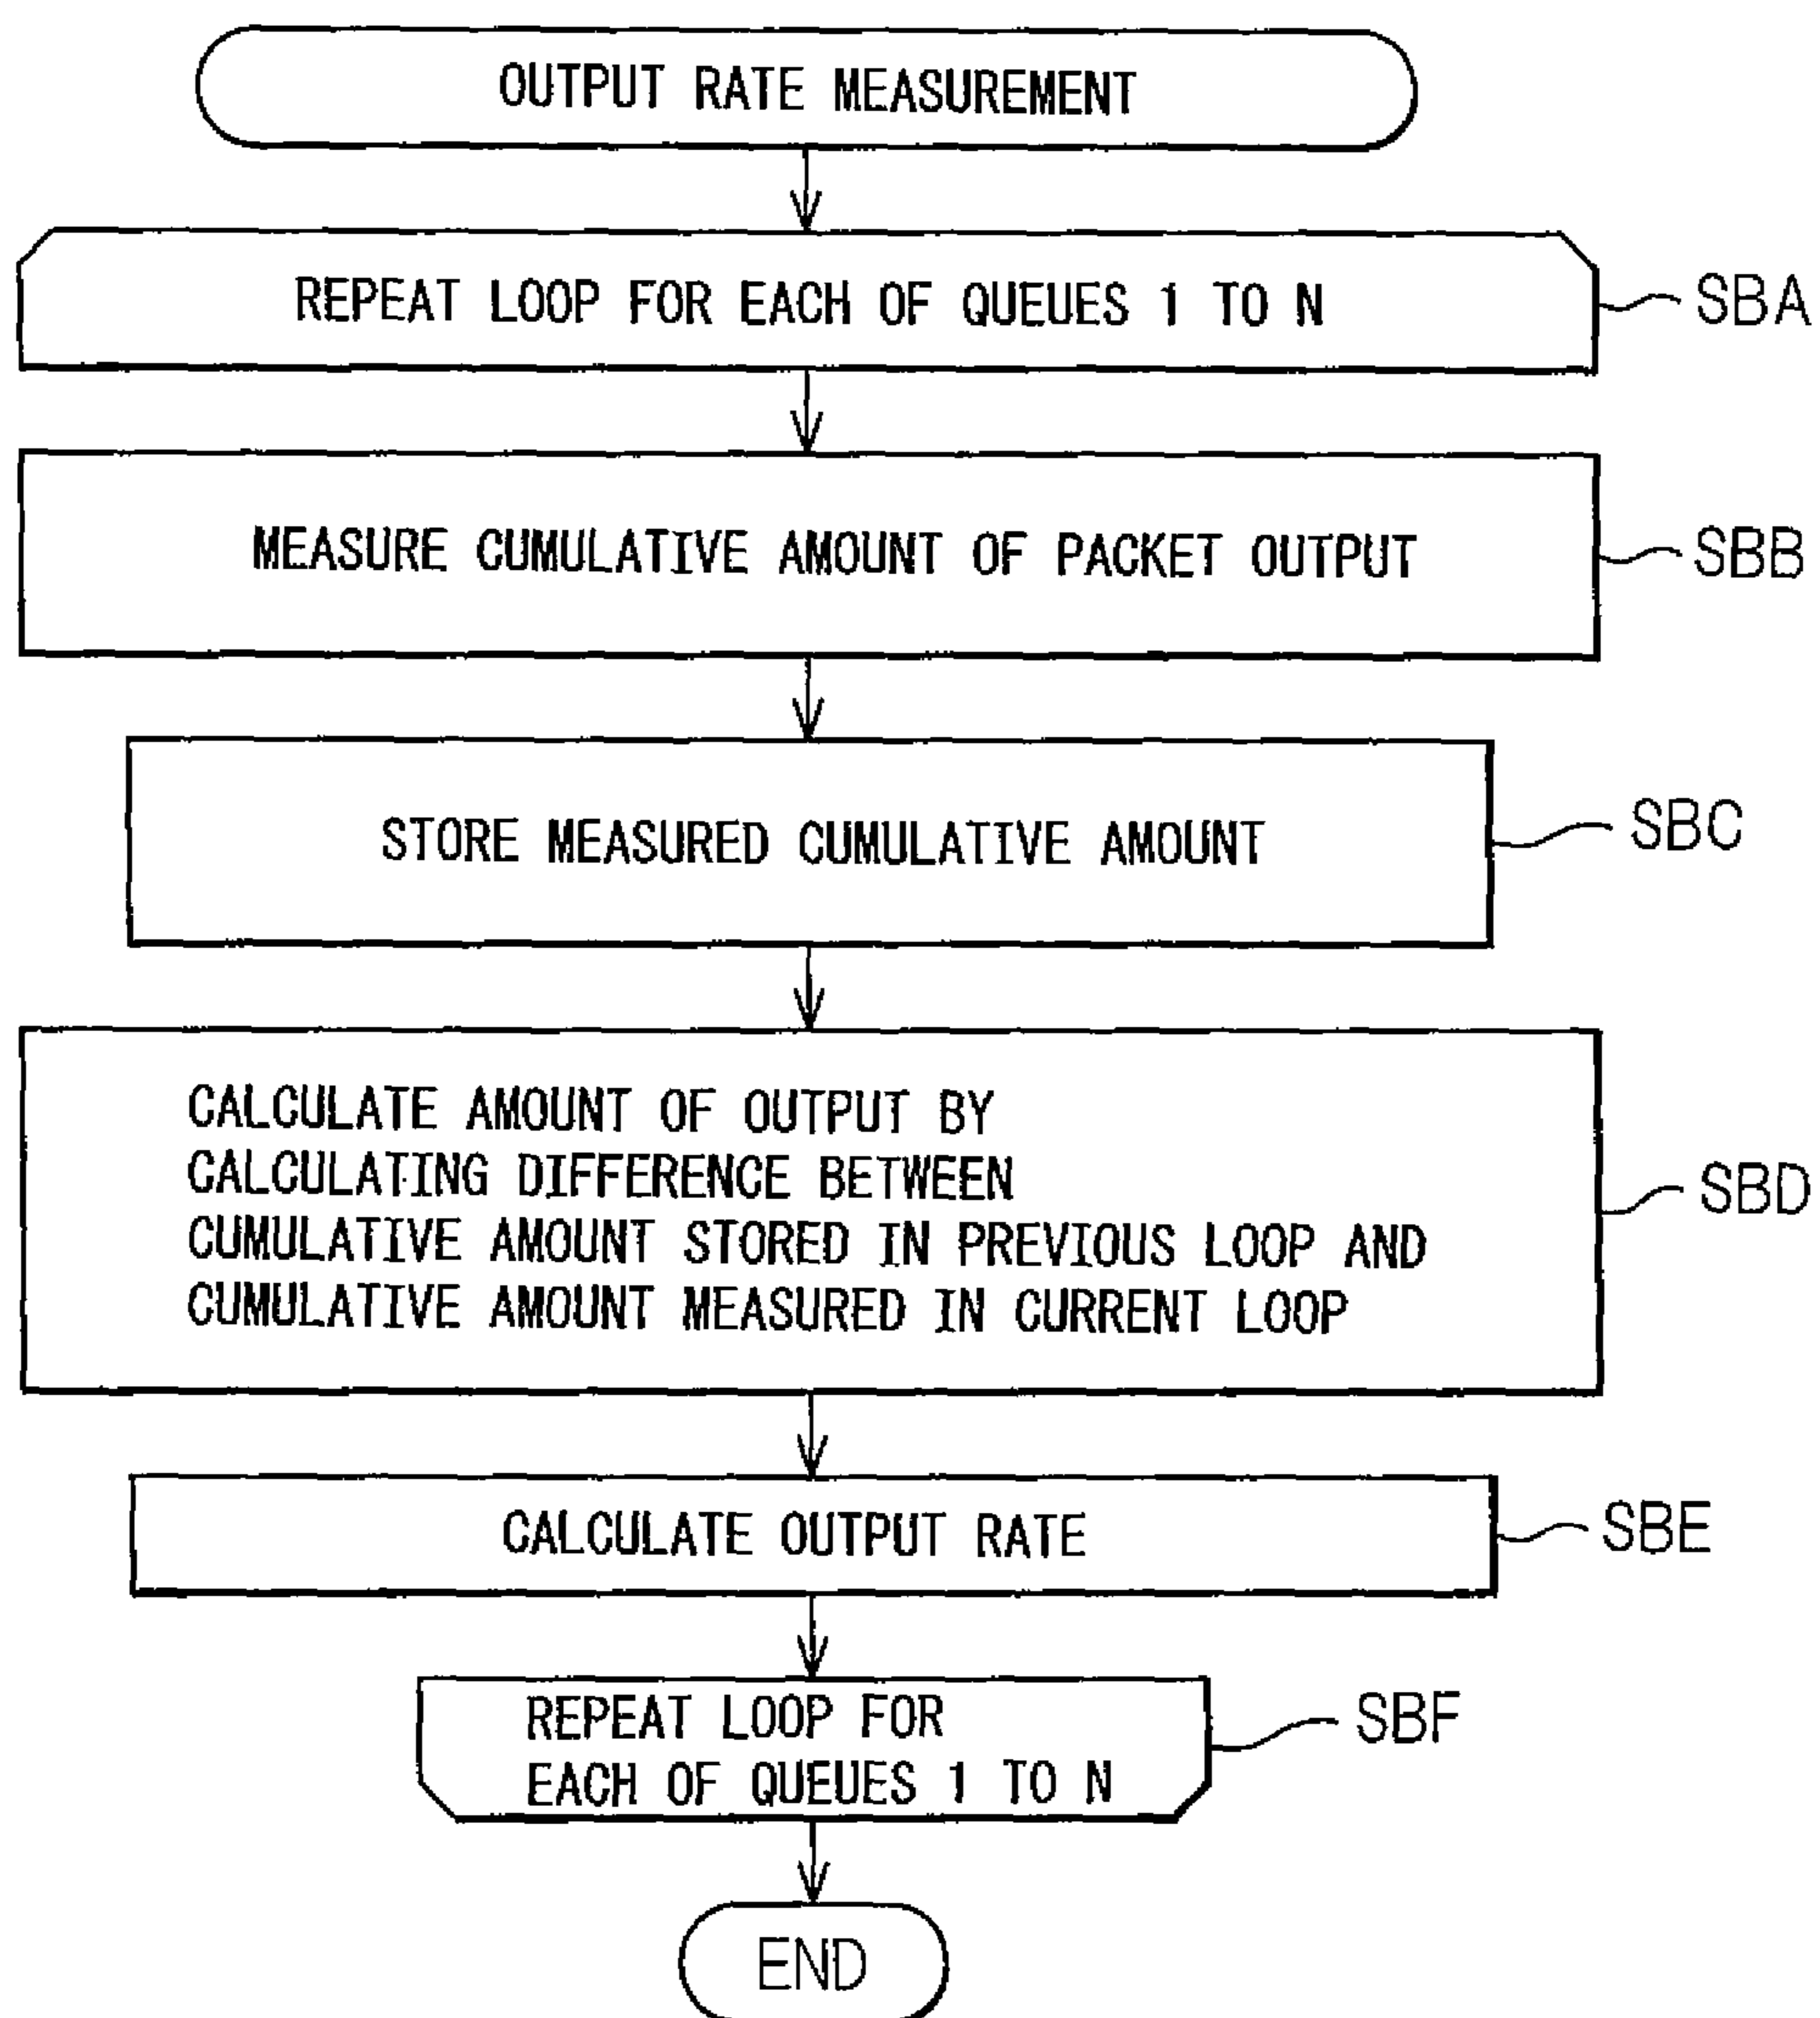 OUTPUT RATE MEASUREMENT
REPEAT LOOP FOR EACH OF QUEUES 1 TO N
SBA
MEASURE CUMULATIVE AMOUNT OF PACKET OUTPUT
SBB
STORE MEASURED CUMULATIVE AMOUNT
SBC
CALCULATE AMOUNT OF OUTPUT BY
CALCULATING DIFFERENCE BETWEEN
CUMULATIVE AMOUNT STORED IN PREVIOUS LOOP AND
CUMULATIVE AMOUNT MEASURED IN CURRENT LOOP
SBD
CALCULATE OUTPUT RATE
SBE
REPEAT LOOP FOR
EACH OF QUEUES 1 TO N
SBF
END